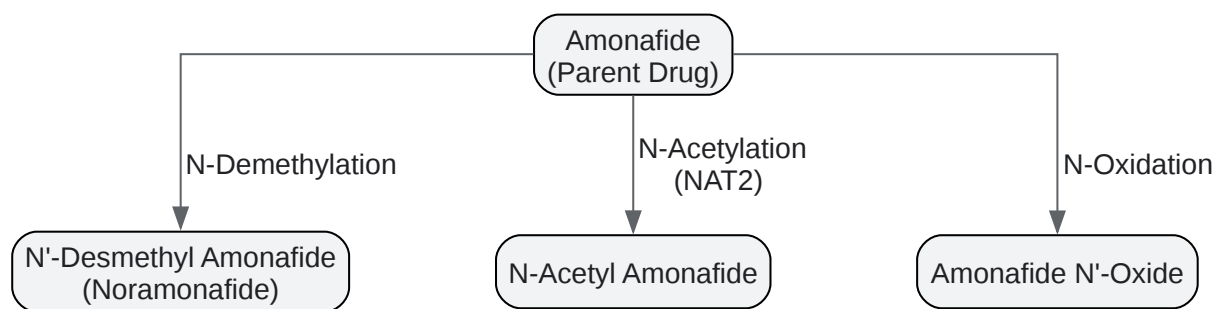 Amonafide
(Parent Drug)
N-Demethylation
N-Acetylation
(NAT2)
N-Oxidation
N'-Desmethyl Amonafide
(Noramonafide)
N-Acetyl Amonafide
Amonafide N'-Oxide